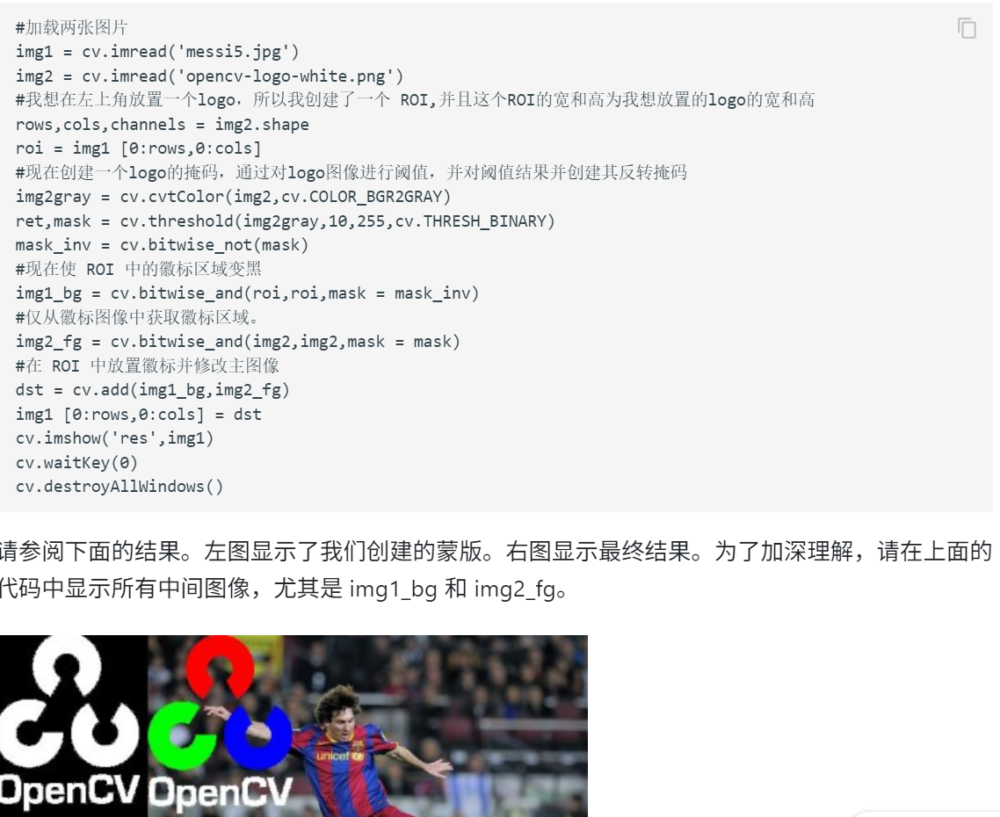 #加载两张图片
img1 = cv.imread('messi5.jpg')
img2 = cv.imread('opencv-logo-white.png')
#我想在左上角放置一个logo，所以我创建了一个 ROI,并且这个ROI的宽和高为我想放置的logo的宽和高
rows,cols,channels = img2.shape
roi = img1 [0:rows,0:cols]
#现在创建一个logo的掩码，通过对logo图像进行阈值，并对阈值结果并创建其反转掩码
img2gray = cv.cvtColor(img2,cv.COLOR_BGR2GRAY)
ret,mask = cv.threshold(img2gray,10,255,cv.THRESH_BINARY)
mask_inv = cv.bitwise_not(mask)
#现在使 ROI 中的徽标区域变黑
img1_bg = cv.bitwise_and(roi,roi,mask = mask_inv)
#仅从徽标图像中获取徽标区域。
img2_fg = cv.bitwise_and(img2,img2,mask = mask)
#在 ROI 中放置徽标并修改主图像
dst = cv.add(img1_bg,img2_fg)
img1 [0:rows,0:cols] = dst
cv.imshow('res',img1)
cv.waitKey(0)
cv.destroyAllWindows()
请参阅下面的结果。左图显示了我们创建的蒙版。右图显示最终结果。为了加深理解，请在上面的
代码中显示所有中间图像，尤其是 img1_bg 和 img2_fg。
unicef
OpenCV OpenCV